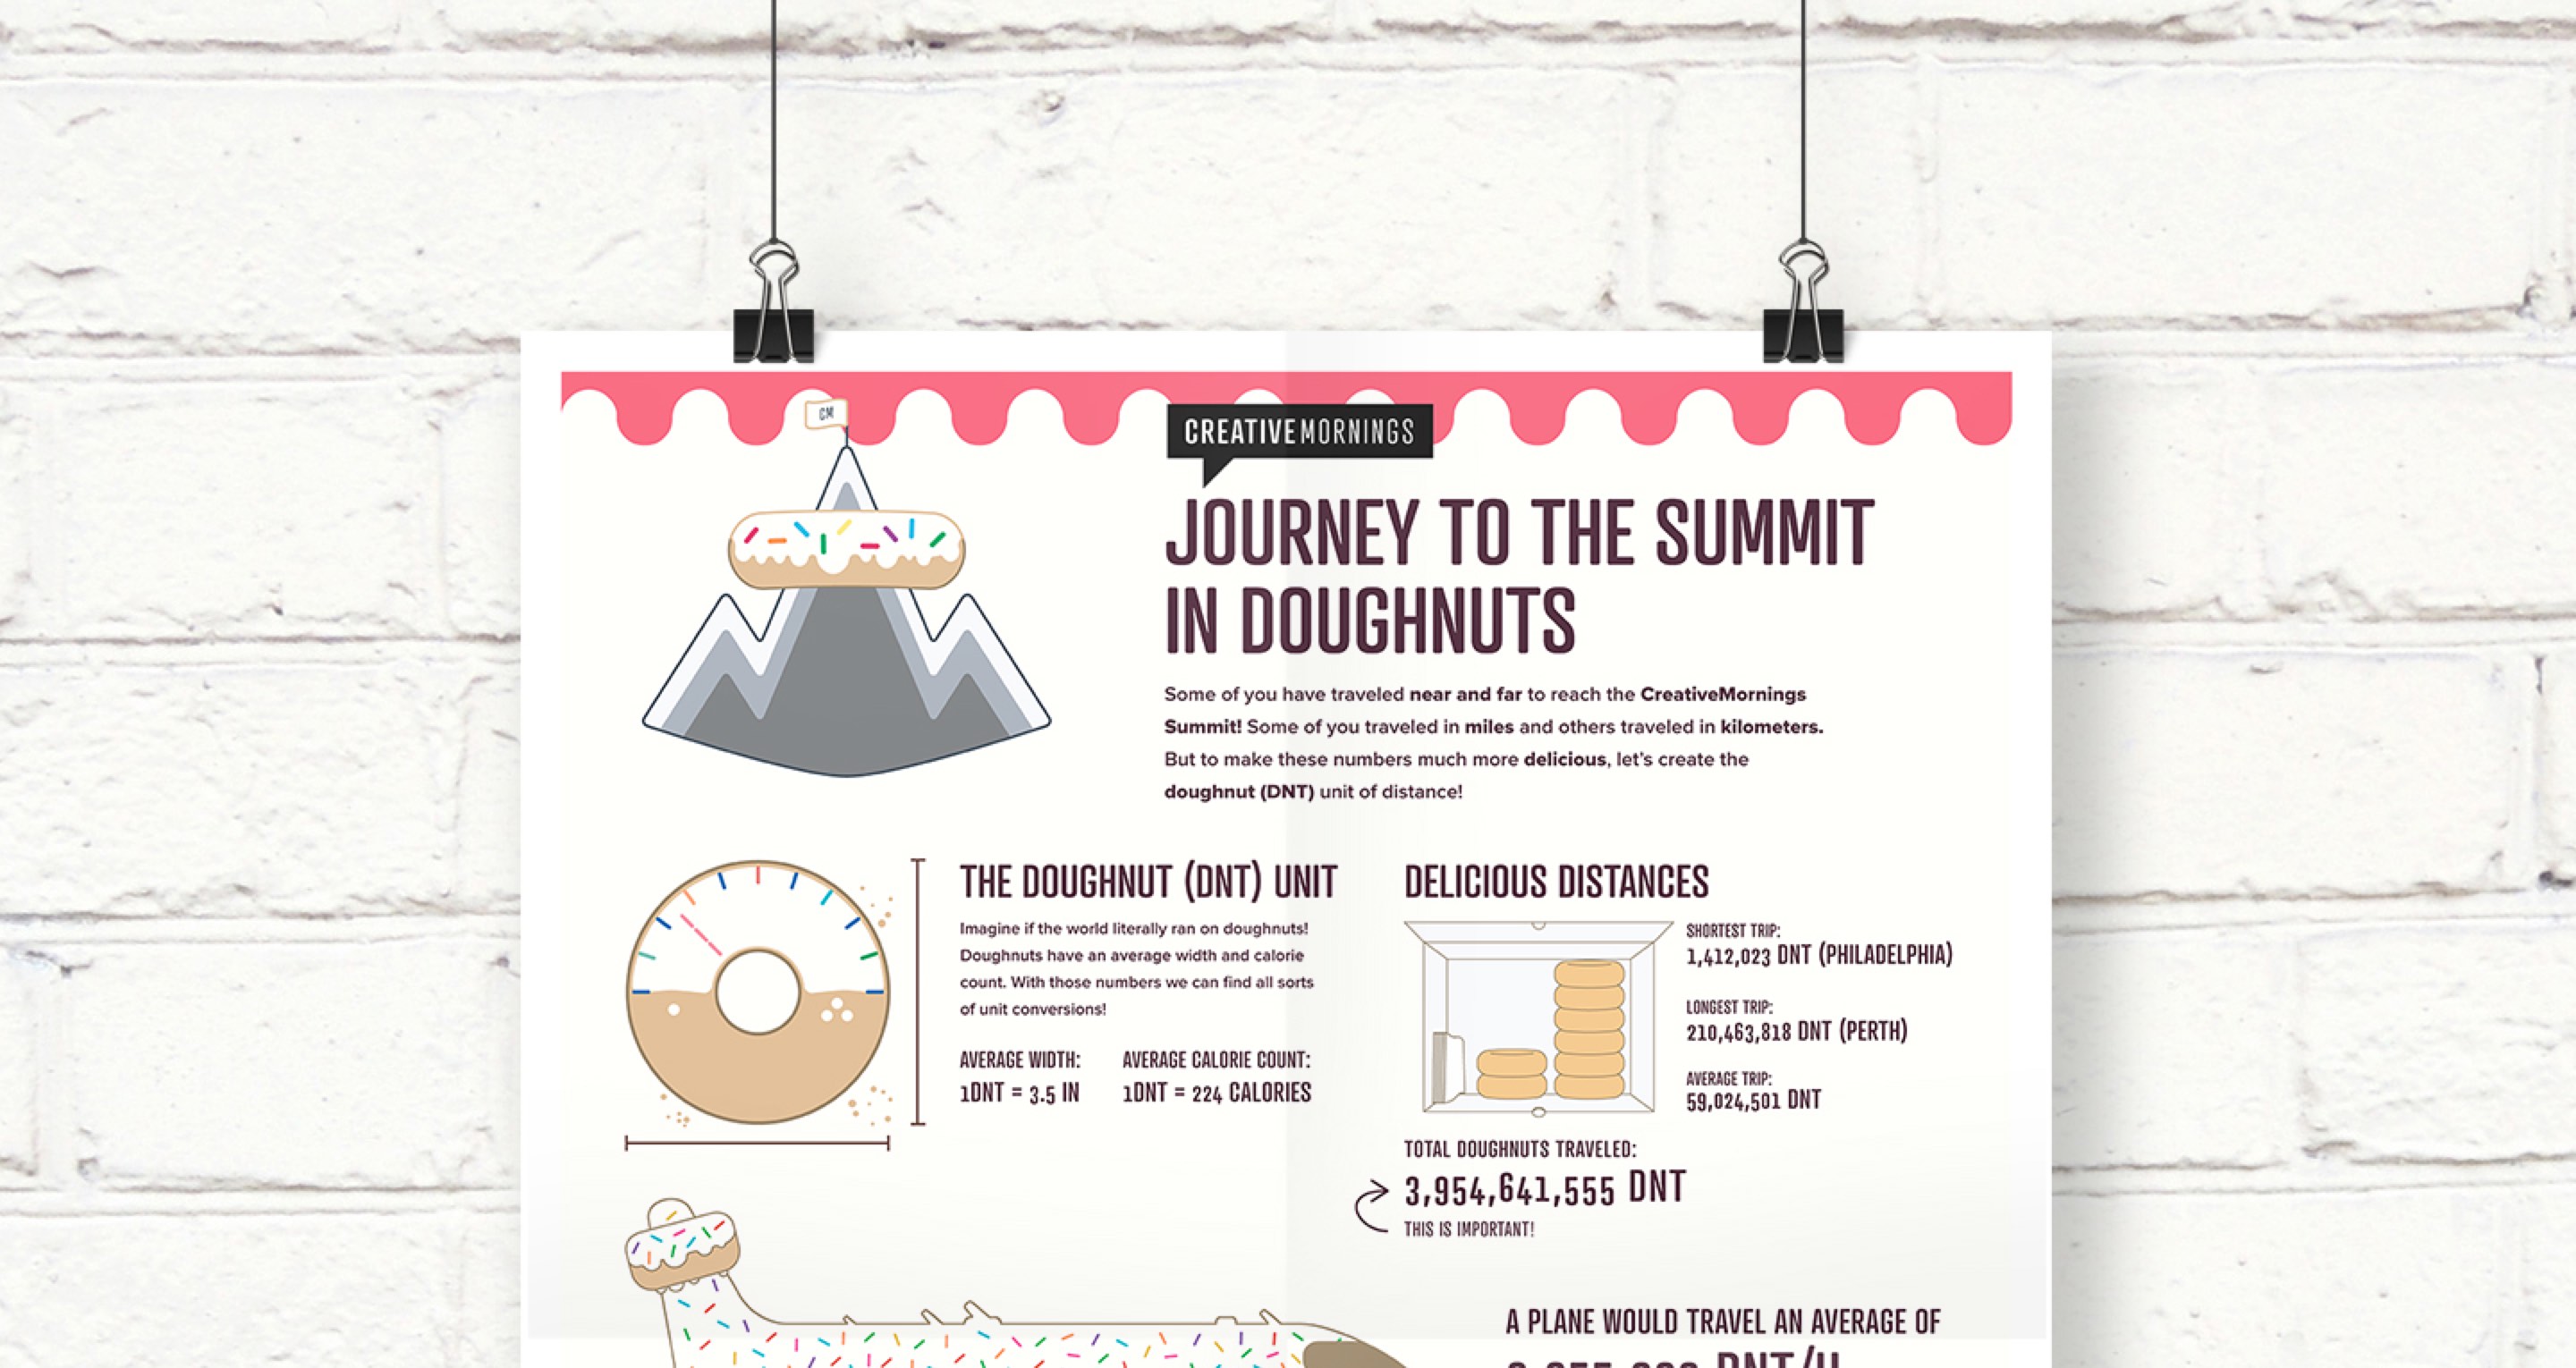 CM
CREATIVEMORNINGS
JOURNEY TO THE SUMMIT
IN DOUGHNUTS
Some of you have traveled near and far to reach the CreativeMornings
Summit! Some of you traveled in miles and others traveled in kilometers.
But to make these numbers much more delicious, let's create the
doughnut (DNT) unit of distance!
THE DOUGHNUT (DNT) UNIT
Imagine if the world literally ran on doughnuts!
Doughnuts have an average width and calorie
count. With those numbers we can find all sorts
of unit conversions!
AVERAGE WIDTH:
1DNT = 3.5 IN
AVERAGE CALORIE COUNT:
1DNT = 224 CALORIES
DELICIOUS DISTANCES
SHORTEST TRIP:
1,412,023 DNT (PHILADELPHIA)
LONGEST TRIP:
210,463,818 DNT (PERTH)
AVERAGE TRIP:
59,024,501 DNT
TOTAL DOUGHNUTS TRAVELED:
3,954,641,555 DNT
THIS IS IMPORTANT!
A PLANE WOULD TRAVEL AN AVERAGE OF
DNT/H